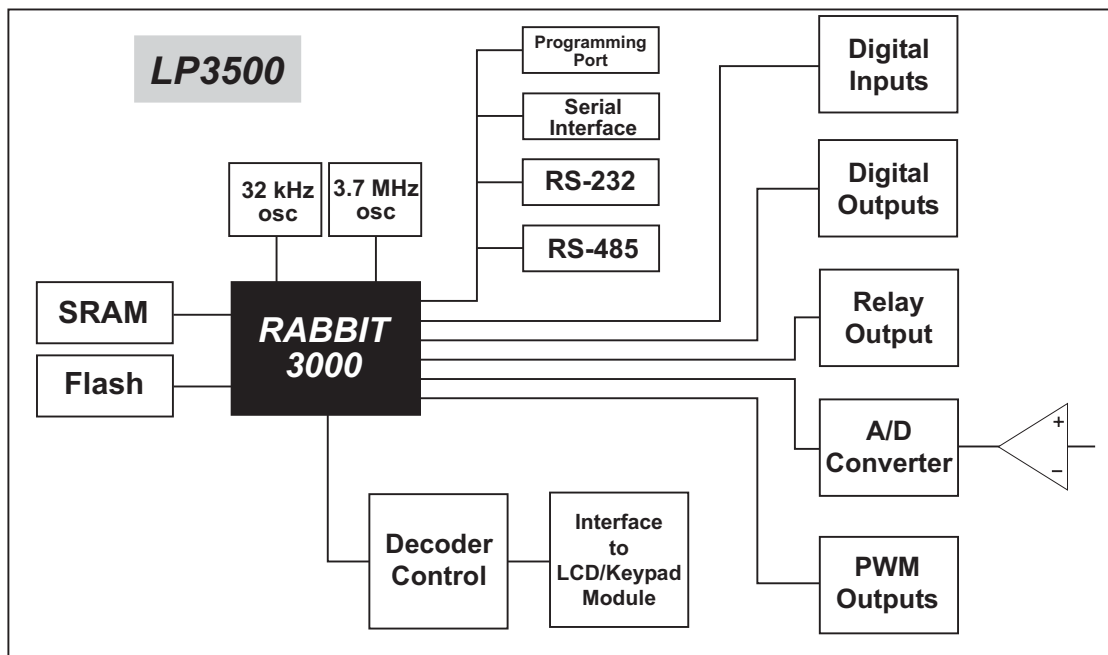 LP3500
Programming
Port
Serial
Interface
RS-232
RS-485
Digital
Inputs
Digital
Outputs
32 kHz
osc
3.7 MHz
osc
SRAM
Flash
RABBIT
3000
Relay
Output
A/D
Converter
+
–
Decoder
Control
Interface
to
LCD/Keypad
Module
PWM
Outputs